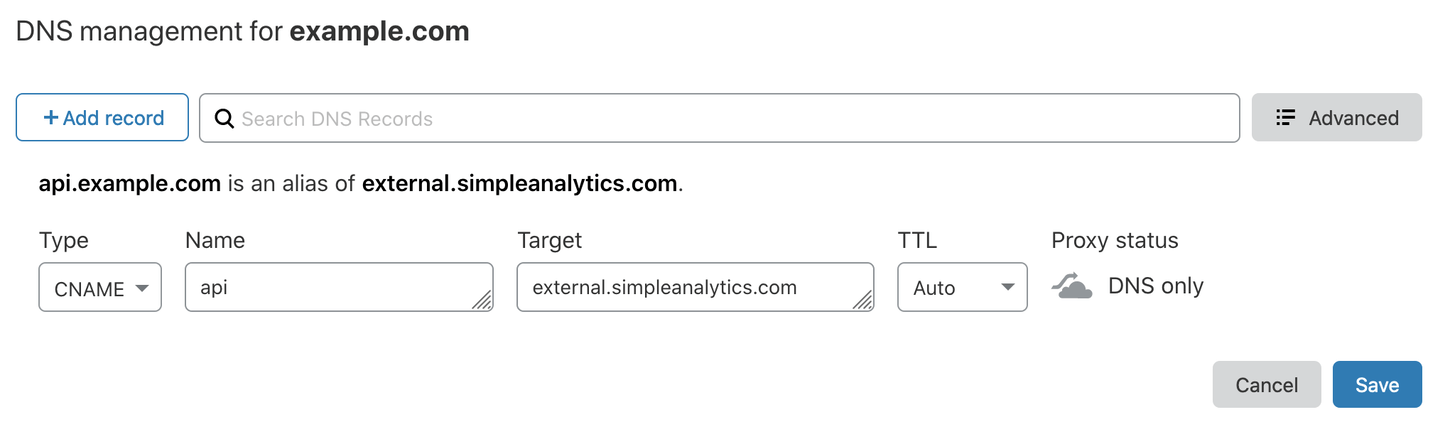 DNS management for example.com
+ Add record
Search DNS Records
Advanced
api.example.com is an alias of external.simpleanalytics.com.
Type Name Target TTL Proxy status
CNAME api external.simpleanalytics.com Auto DNS only
Cancel Save